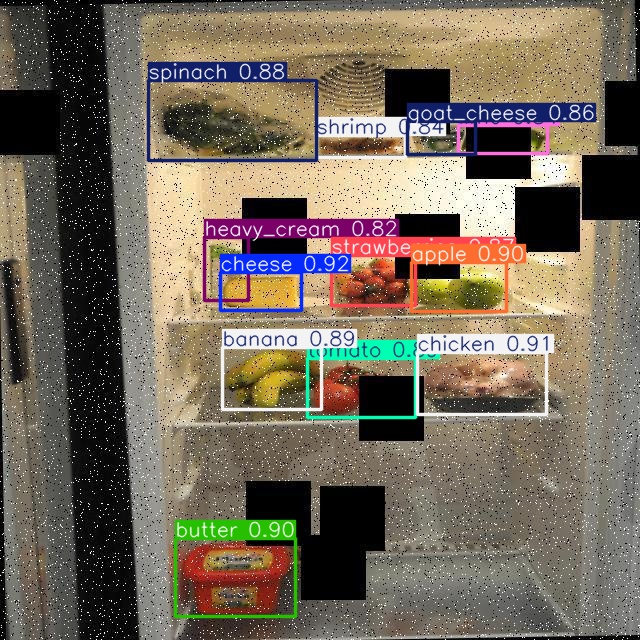 spinach 0.88
shrimp 0.84
goat_cheese 0.86
heavy_cream 0.82
cheese 0.92
apple 0.90
banana 0.89
chicken 0.91
butter 0.90